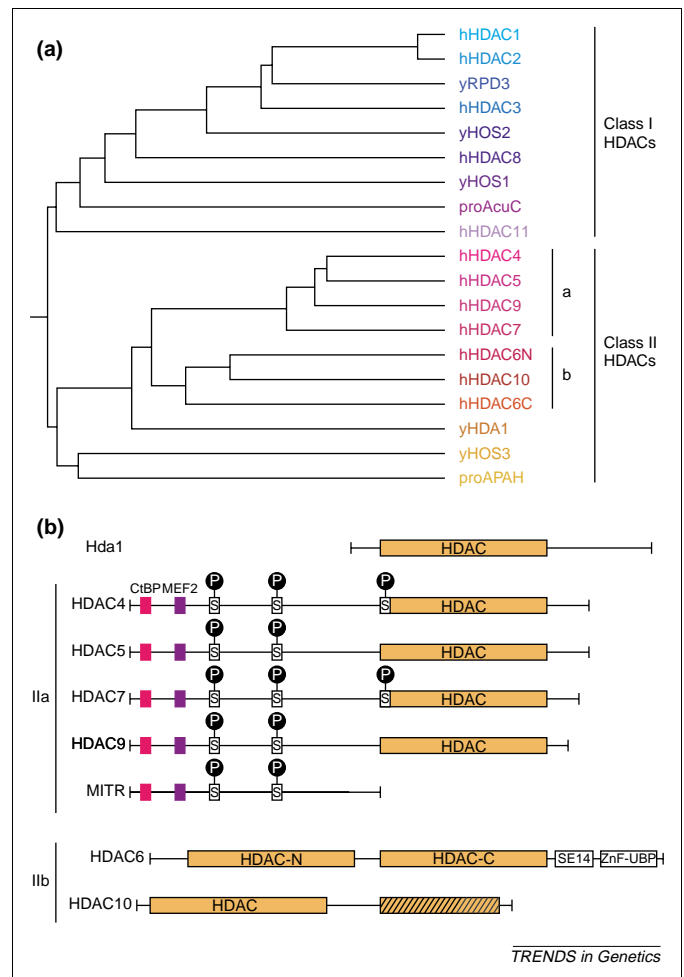 (a)
hHDAC1
hHDAC2
yRPD3
hHDAC3
yHOS2
hHDAC8
yHOS1
proAcuC
hHDAC11
Class I
HDACs
hHDAC4
hHDAC5
hHDAC9
hHDAC7
a
hHDAC6N
hHDAC10
hHDAC6C
b
yHDA1
yHOS3
proAPAH
Class II
HDACs
(b)
Hda1
HDAC
CtBP MEF2
P P P
HDAC4 S S S HDAC
P P
HDAC5 S S HDAC
P P P
IIa
HDAC7 S S S HDAC
P P
HDAC9 S S HDAC
P P
MITR S S
HDAC6 HDAC-N HDAC-C SE14 ZnF-UBP
IIb
HDAC10 HDAC
TRENDS in Genetics